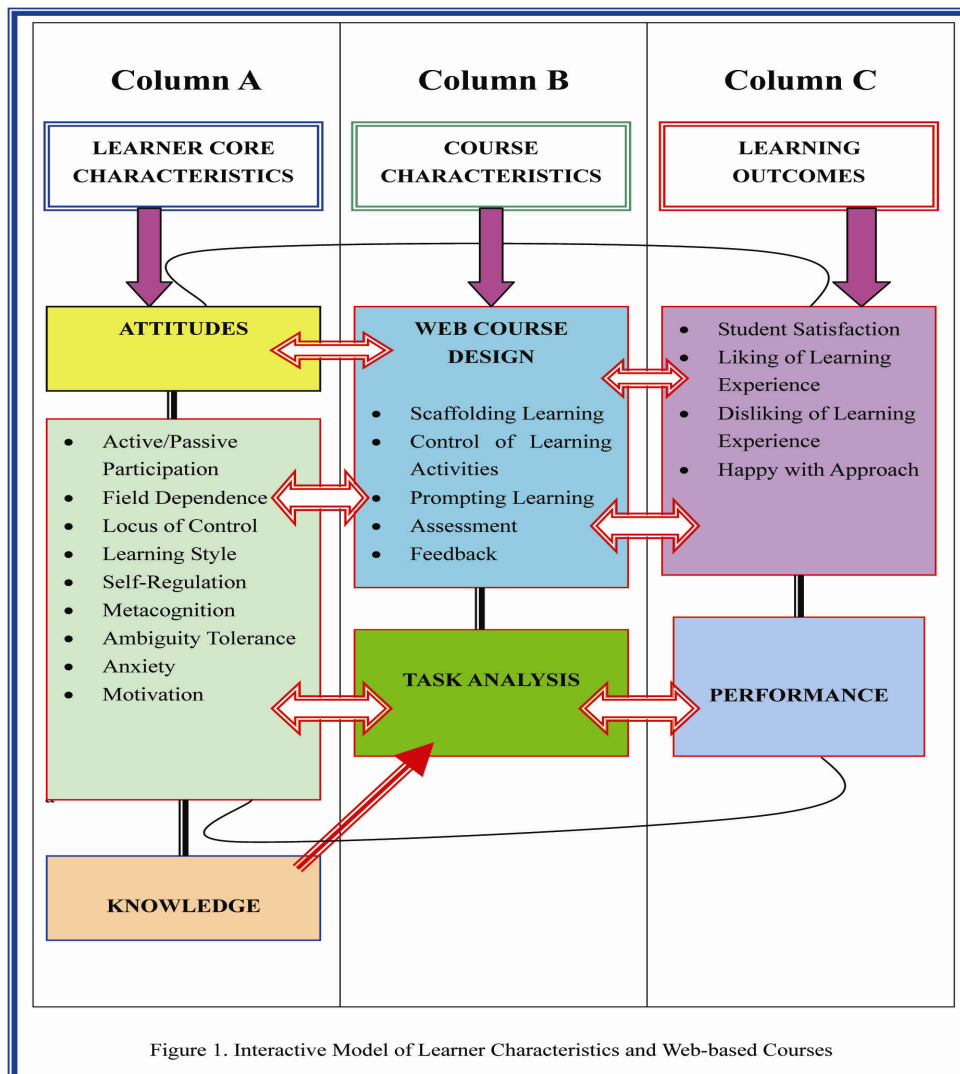 Column A
LEARNER CORE
CHARACTERISTICS
ATTITUDES
• Active/Passive
Participation
• Field Dependence
• Locus of Control
• Learning Style
• Self-Regulation
• Metacognition
• Ambiguity Tolerance
• Anxiety
• Motivation
KNOWLEDGE
Column B
COURSE
CHARACTERISTICS
WEB COURSE
DESIGN
• Scaffolding Learning
• Control of Learning
Activities
• Prompting Learning
• Assessment
• Feedback
TASK ANALYSIS
Column C
LEARNING
OUTCOMES
• Student Satisfaction
• Liking of Learning
Experience
• Disliking of Learning
Experience
• Happy with Approach
PERFORMANCE
Figure 1. Interactive Model of Learner Characteristics and Web-based Courses